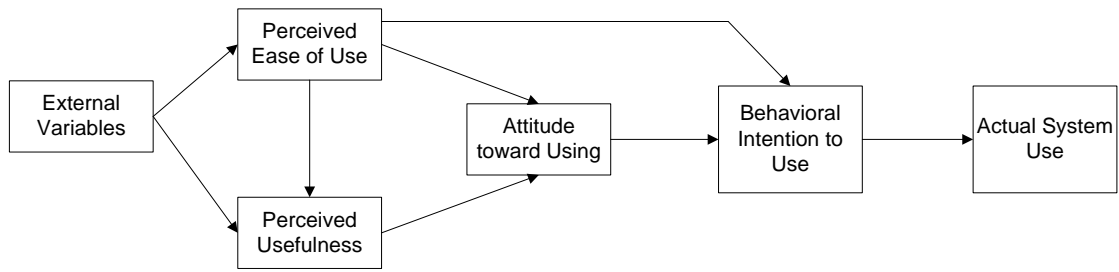 Perceived
Ease of Use
External
Variables
Attitude
toward Using
Behavioral
Intention to
Use
Actual System
Use
Perceived
Usefulness